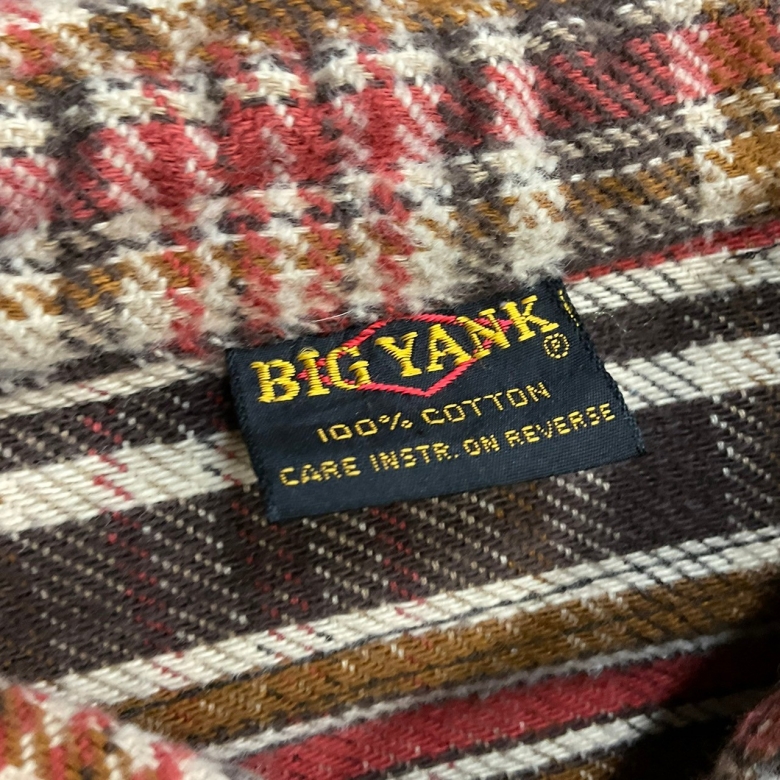 BIG YANK ®
100% COTTON
CARE INSTR. ON REVERSE